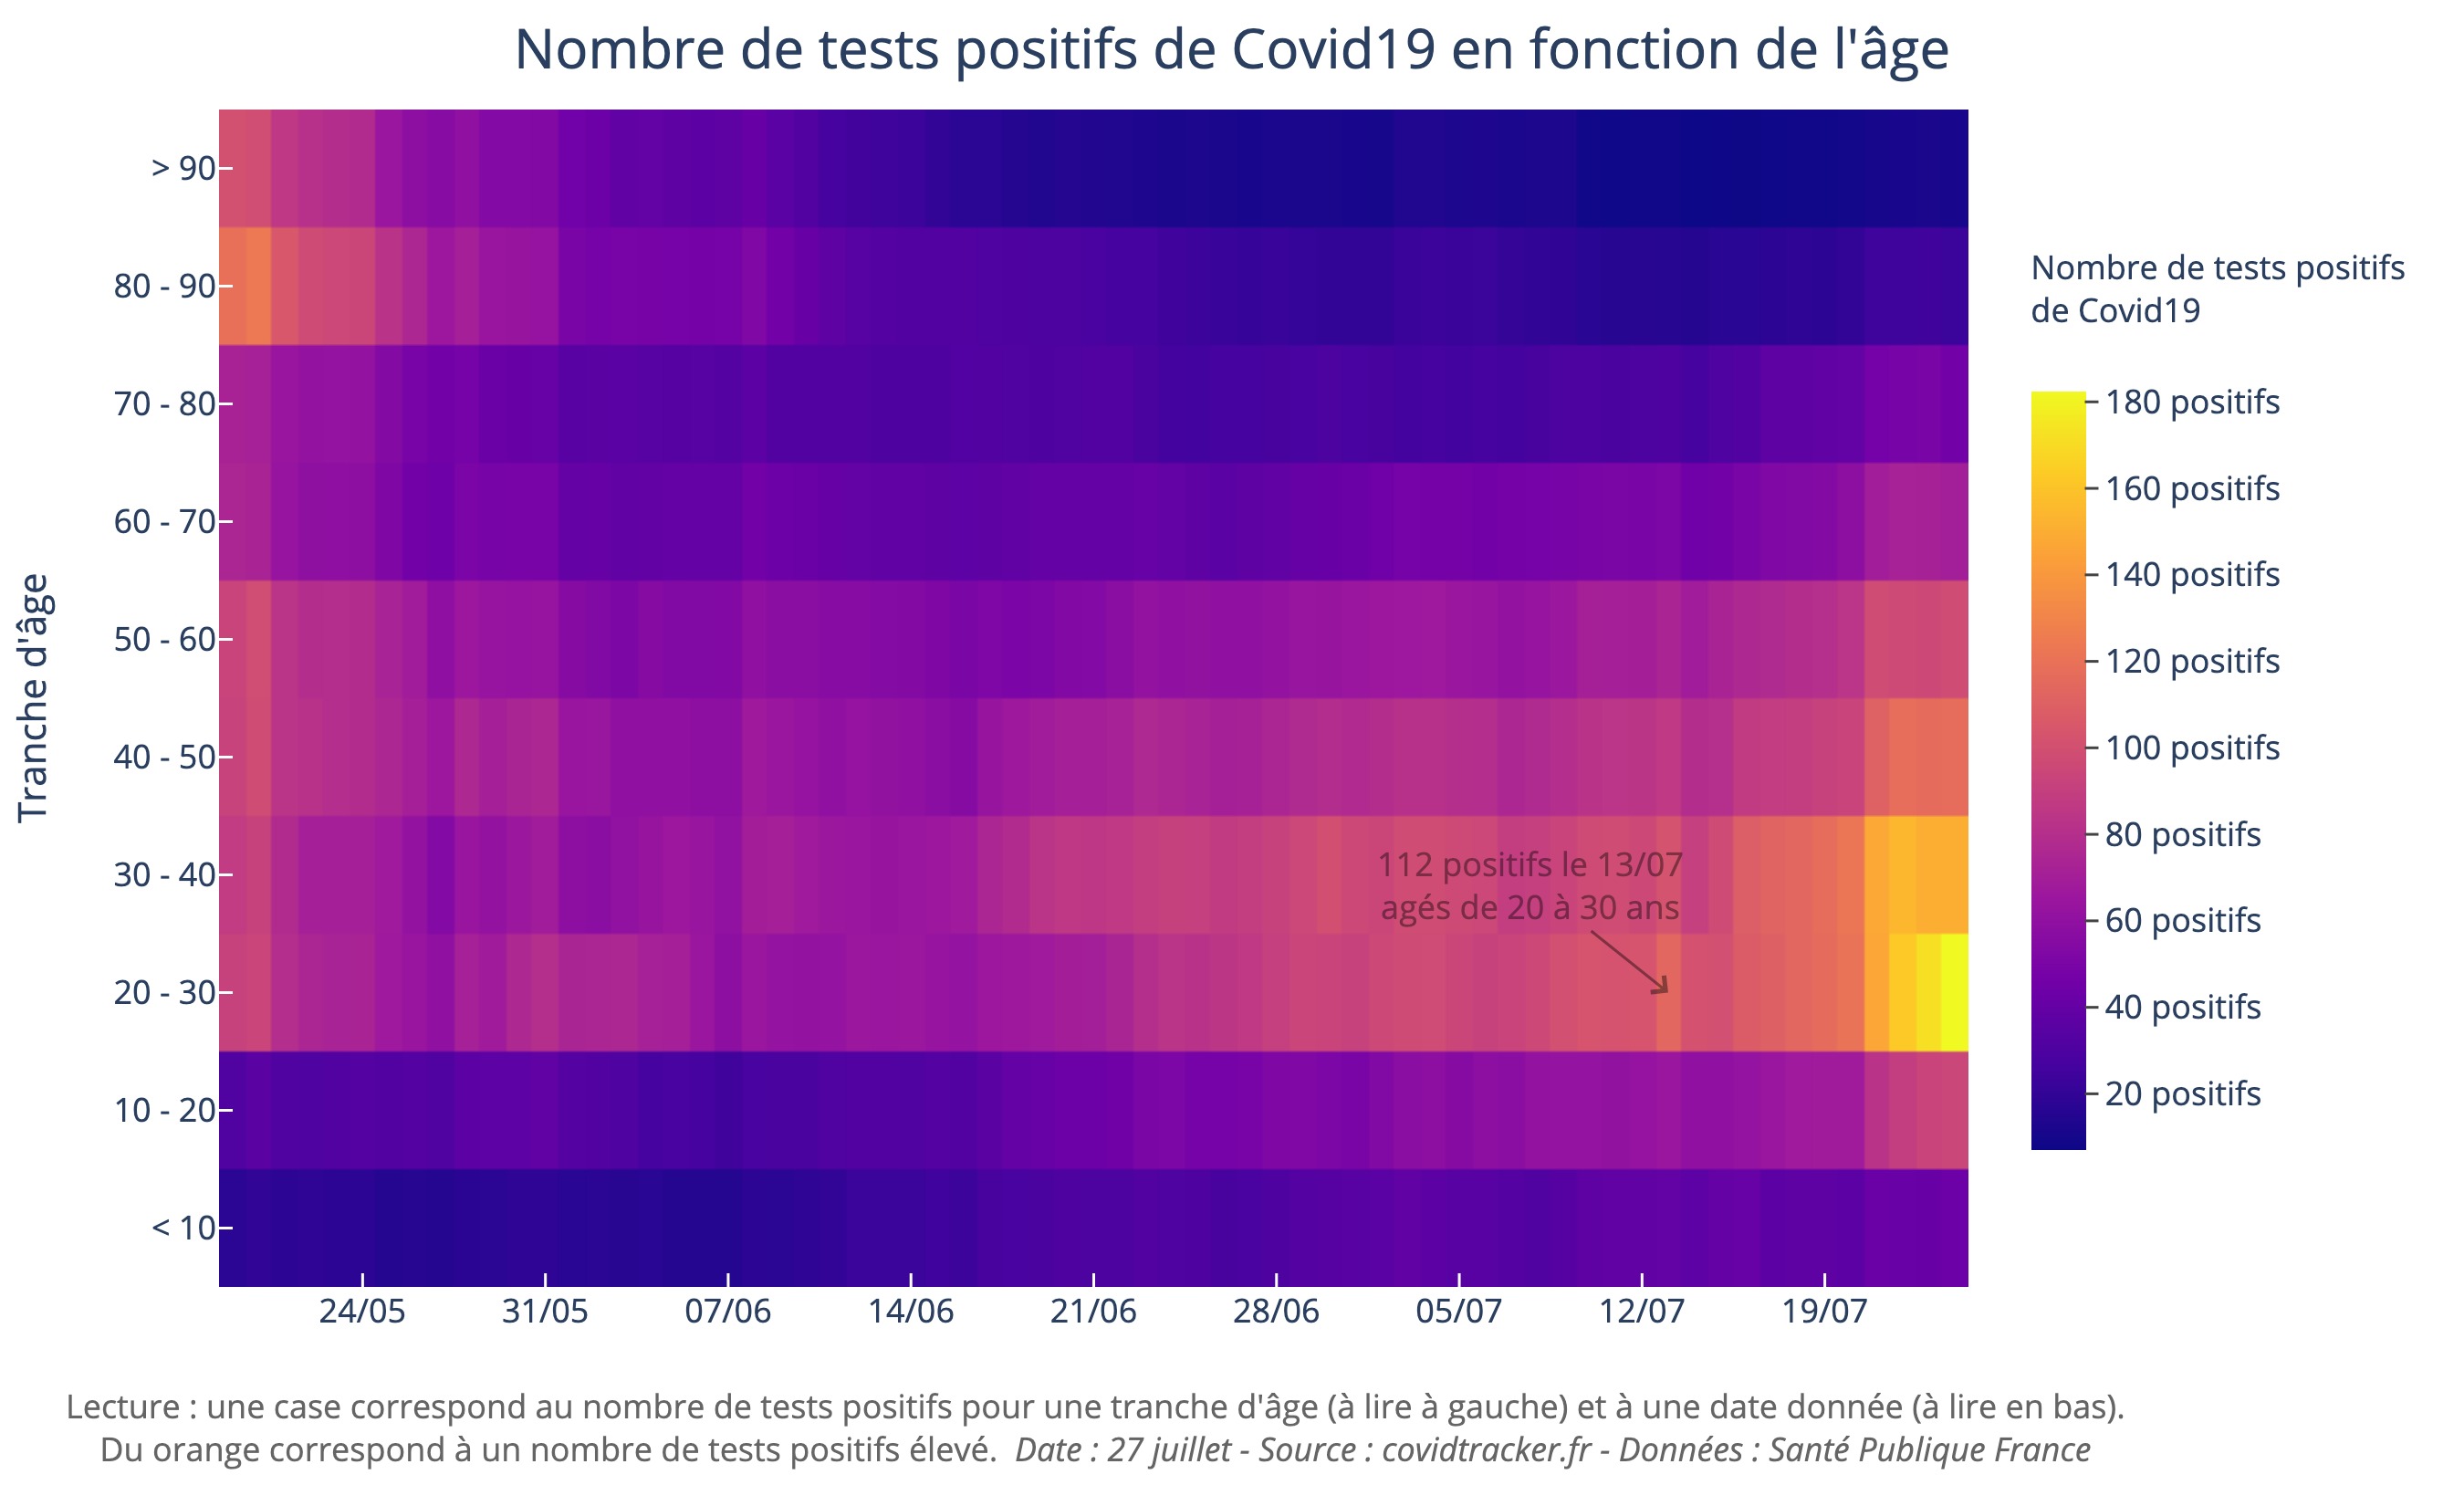 Nombre de tests positifs de Covid19 en fonction de l'âge
Tranche d'âge
> 90
80 - 90
70 - 80
60 - 70
50 - 60
40 - 50
30 - 40
20 - 30
10 - 20
< 10
112 positifs le 13/07
agés de 20 à 30 ans
24/05
31/05
07/06
14/06
21/06
28/06
05/07
12/07
19/07
Nombre de tests positifs
de Covid19
180 positifs
160 positifs
140 positifs
120 positifs
100 positifs
80 positifs
60 positifs
40 positifs
20 positifs
Lecture : une case correspond au nombre de tests positifs pour une tranche d'âge (à lire à gauche) et à une date donnée (à lire en bas).
Du orange correspond à un nombre de tests positifs élevé. Date : 27 juillet - Source : covidtracker.fr - Données : Santé Publique France